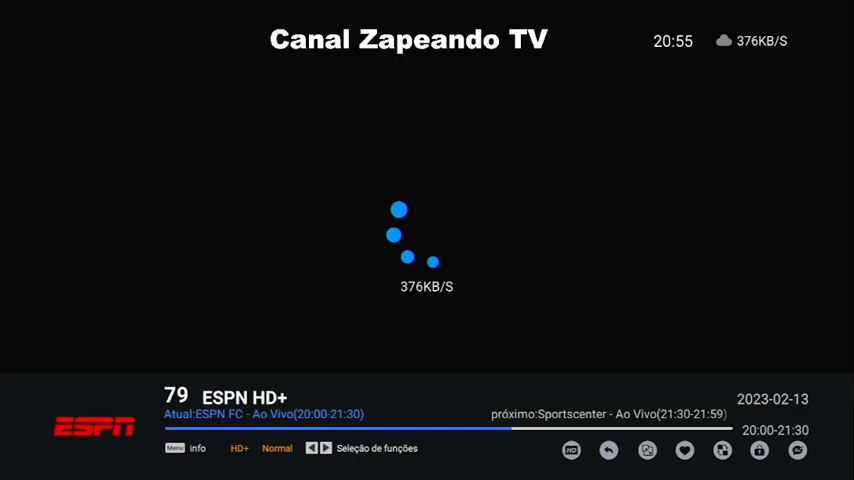 Canal Zapeando TV
20:55 376KB/S
376KB/S
79 ESPN HD+
2023-02-13
Atual:ESPN FC - Ao Vivo(20:00-21:30)
próximo:Sportscenter - Ao Vivo(21:30-21:59)
ESPN
20:00-21:30
Menu info HD+ Normal Seleção de funções
HD